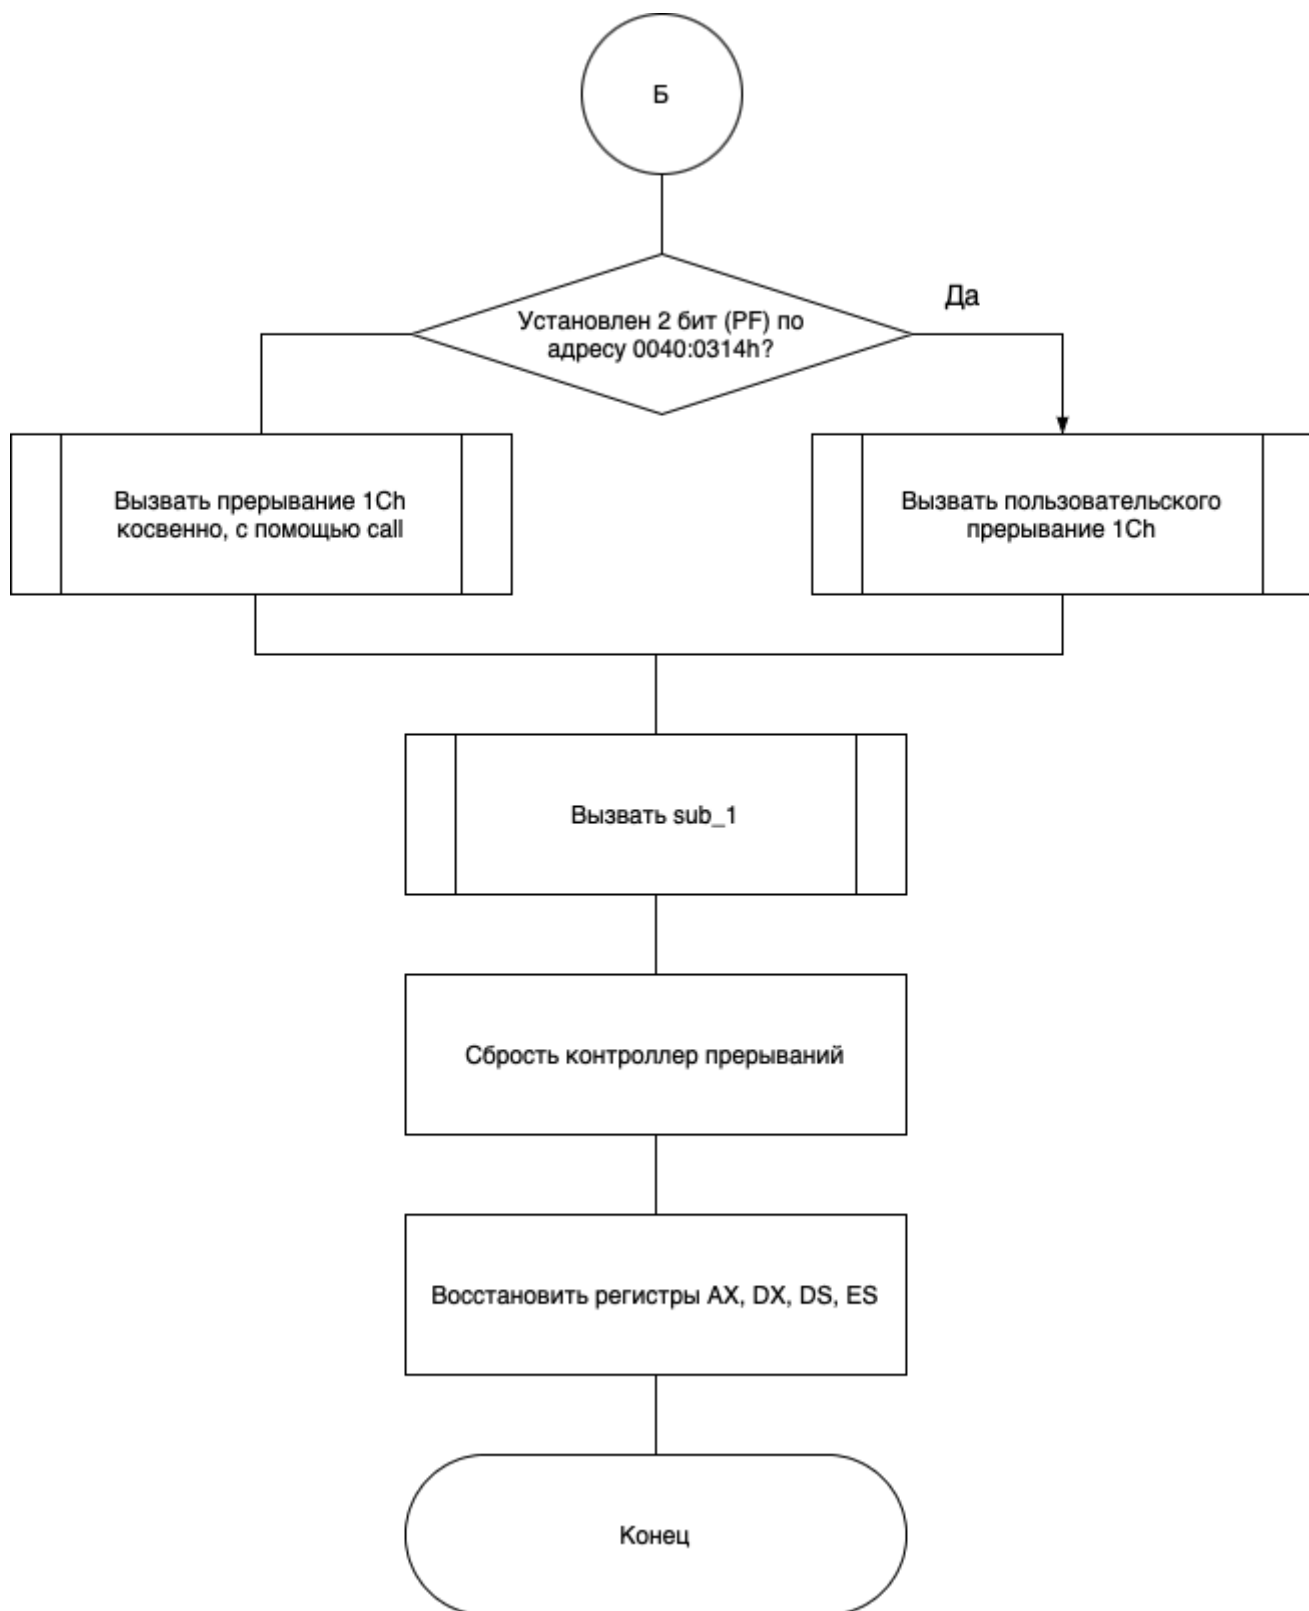 Б
Установлен 2 бит (PF) по
адресу 0040:0314h?
Да
Вызвать прерывание 1Ch
косвенно, с помощью call
Вызвать пользовательского
прерывание 1Ch
Вызвать sub_1
Сбрость контроллер прерываний
Восстановить регистры AX, DX, DS, ES
Конец